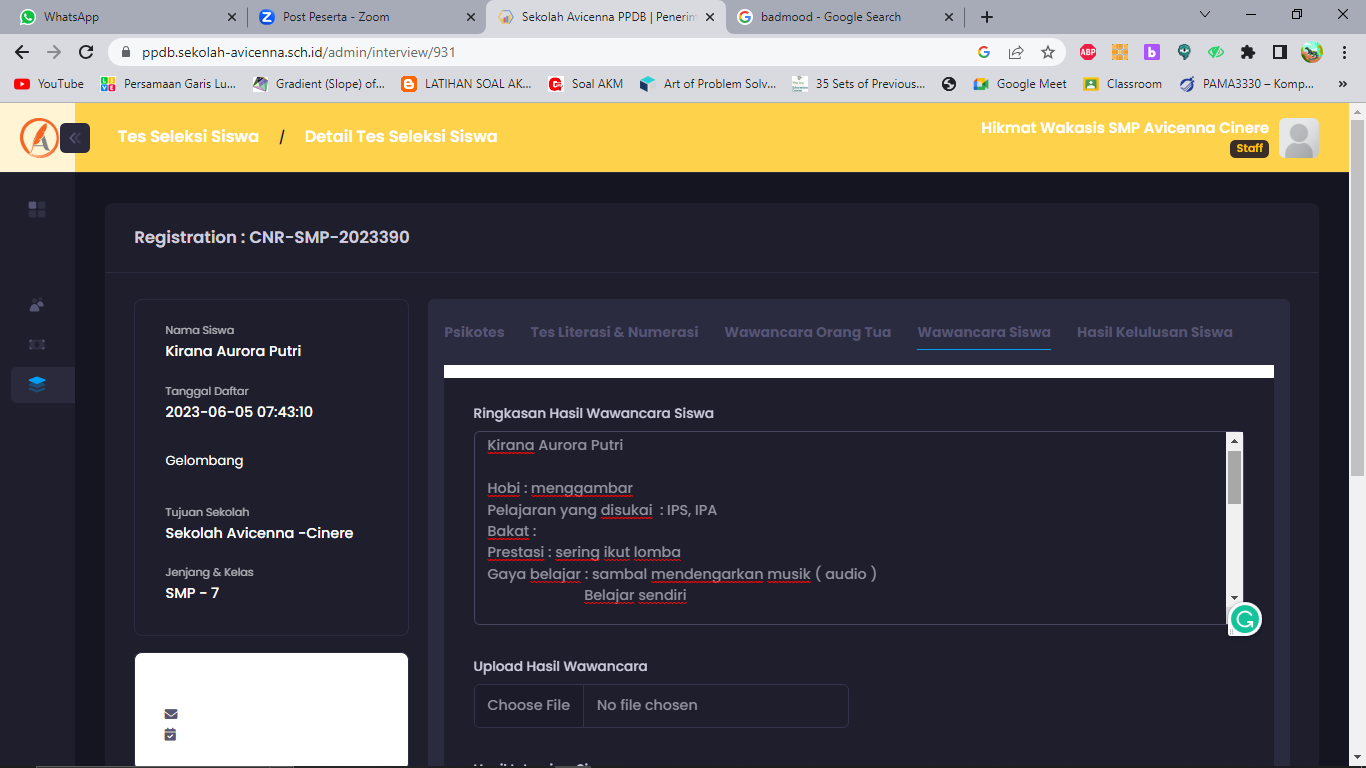 WhatsApp
Post Peserta - Zoom
Sekolah Avicenna PPDB | Penerim
badmood - Google Search
ppdb.sekolah-avicenna.sch.id/admin/interview/931
YouTube
Persamaan Garis Lu...
Gradient (Slope) of...
LATIHAN SOAL AK...
Soal AKM
Art of Problem Solv...
35 Sets of Previous...
Google Meet
Classroom
PAMA3330 – Komp...
Tes Seleksi Siswa / Detail Tes Seleksi Siswa
Hikmat Wakasis SMP Avicenna Cinere
Staff
Registration : CNR-SMP-2023390
Nama Siswa
Kirana Aurora Putri
Tanggal Daftar
2023-06-05 07:43:10
Gelombang
Tujuan Sekolah
Sekolah Avicenna -Cinere
Jenjang & Kelas
SMP - 7
Psikotes
Tes Literasi & Numerasi
Wawancara Orang Tua
Wawancara Siswa
Hasil Kelulusan Siswa
Ringkasan Hasil Wawancara Siswa
Kirana Aurora Putri
Hobi : menggambar
Pelajaran yang disukai  : IPS, IPA
Bakat :
Prestasi : sering ikut lomba
Gaya belajar : sambal mendengarkan musik ( audio )
Belajar sendiri
Upload Hasil Wawancara
Choose File
No file chosen